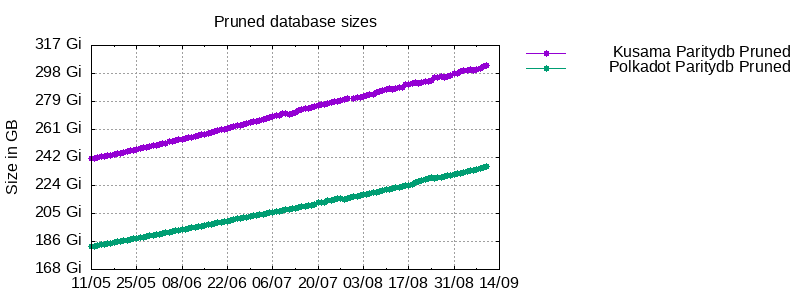 Pruned database sizes
Kusama Paritydb Pruned
Polkadot Paritydb Pruned
Size in GB
317 Gi
298 Gi
279 Gi
261 Gi
242 Gi
224 Gi
205 Gi
186 Gi
168 Gi
11/05 25/05 08/06 22/06 06/07 20/07 03/08 17/08 31/08 14/09